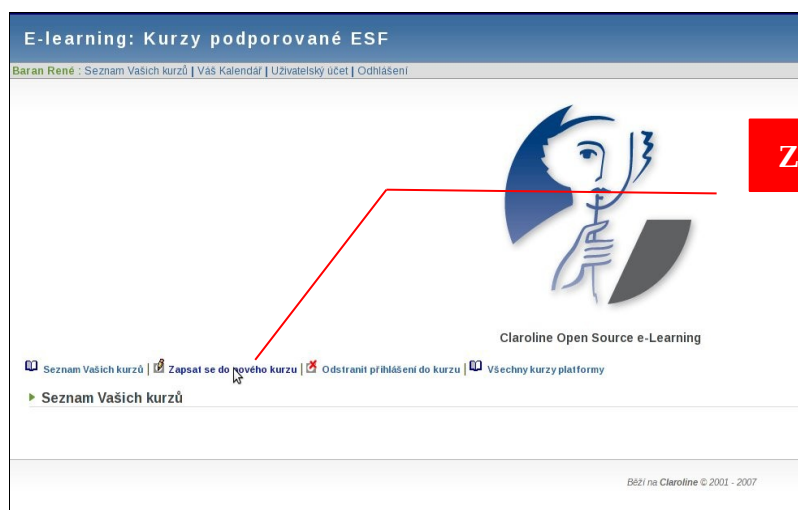 E-learning: Kurzy podporované ESF
Baran René : Seznam Vašich kurzů | Váš Kalendář | Uživatelský účet | Odhlášení
Z
Claroline Open Source e-Learning
Seznam Vašich kurzů | Zapsat se do nového kurzu | Odstranit přihlášení do kurzu | Všechny kurzy platformy
Seznam Vašich kurzů
Běží na Claroline © 2001 - 2007